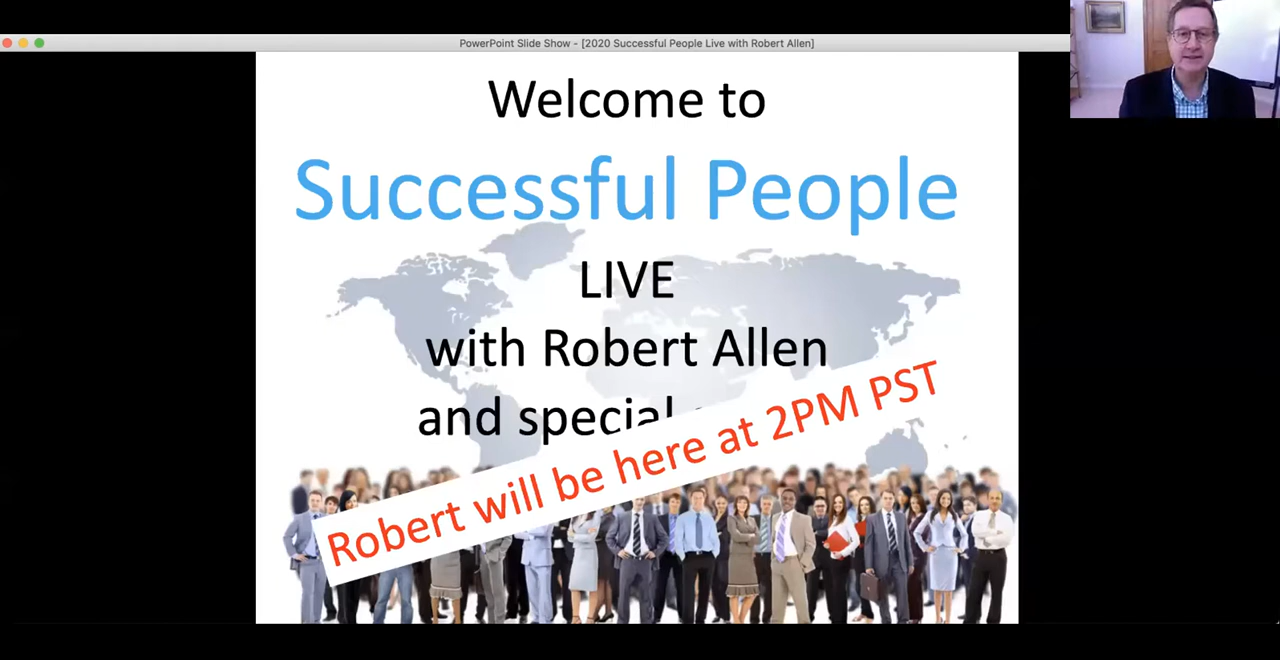 PowerPoint Slide Show - [2020 Successful People Live with Robert Allen]
Welcome to
Successful People
LIVE
with Robert Allen
and special
Robert will be here at 2PM PST